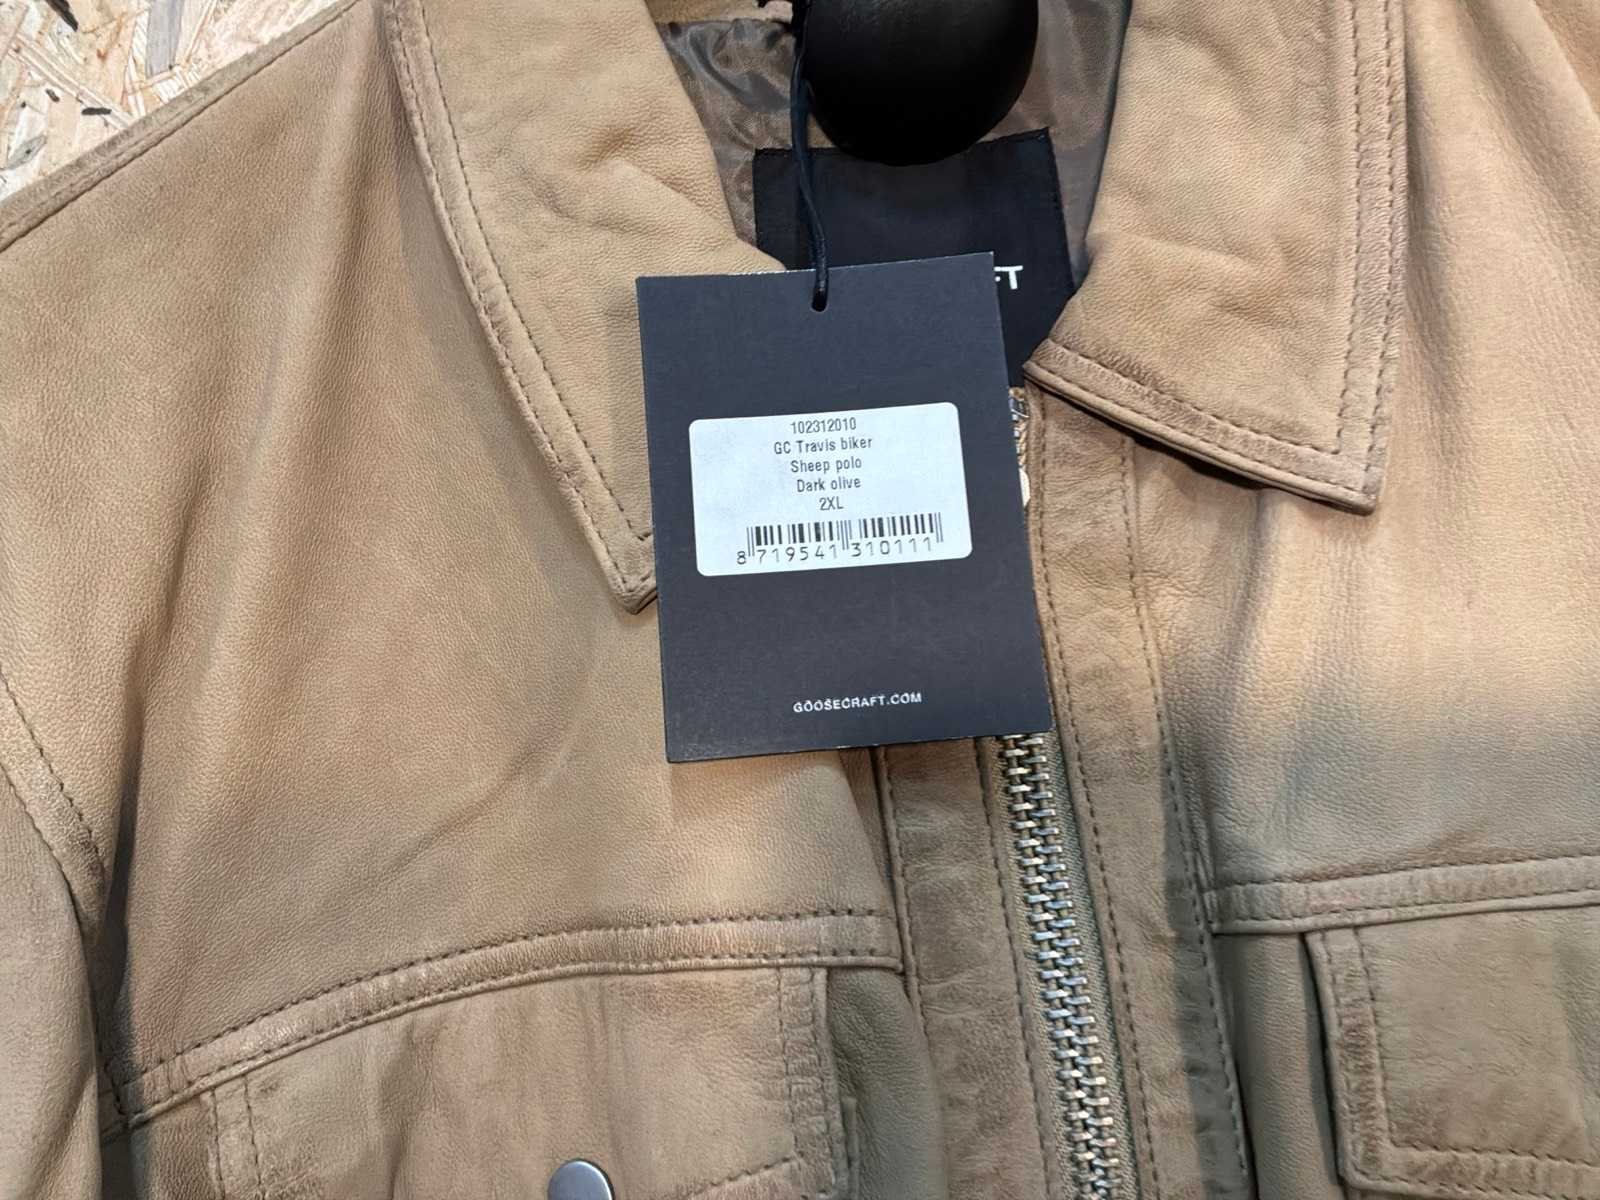 FT
102312010
GC Travis biker
Sheep polo
Dark olive
2XL
8 719541 310111
GOOSECRAFT.COM